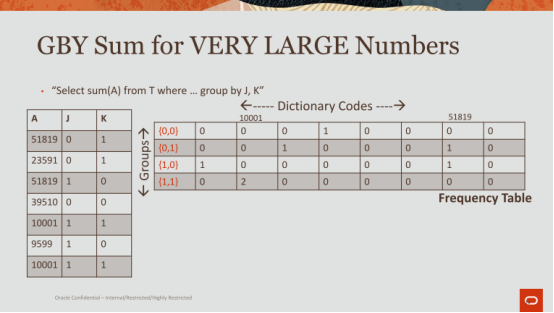 GBY Sum for VERY LARGE Numbers
• “Select sum(A) from T where ... group by J, K”
<----- Dictionary Codes ---->
10001 51819
A J K
51819 0 1
23591 0 1
51819 1 0
39510 0 0
10001 1 1
9599 1 0
10001 1 1
<- Groups ->
{0,0} 0 0 0 1 0 0 0 0
{0,1} 0 0 1 0 0 0 1 0
{1,0} 1 0 0 0 0 0 1 0
{1,1} 0 2 0 0 0 0 0 0
Frequency Table
Oracle Confidential – Internal/Restricted/Highly Restricted